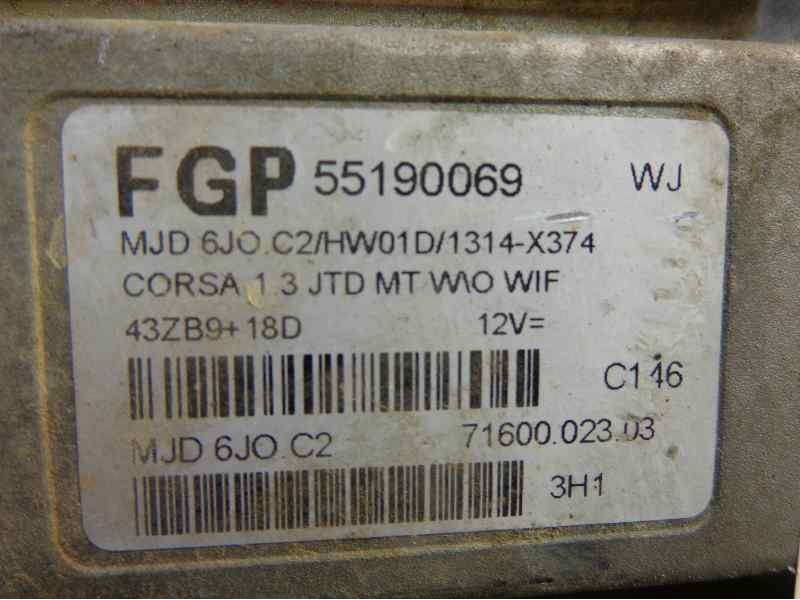 FGP 55190069 WJ
MJD 6JO.C2/HW01D/1314-X374
CORSA 1.3 JTD MT W\O WIF
43ZB9+18D 12V=
C146
MJD 6JO.C2 71600.023.03
3H1